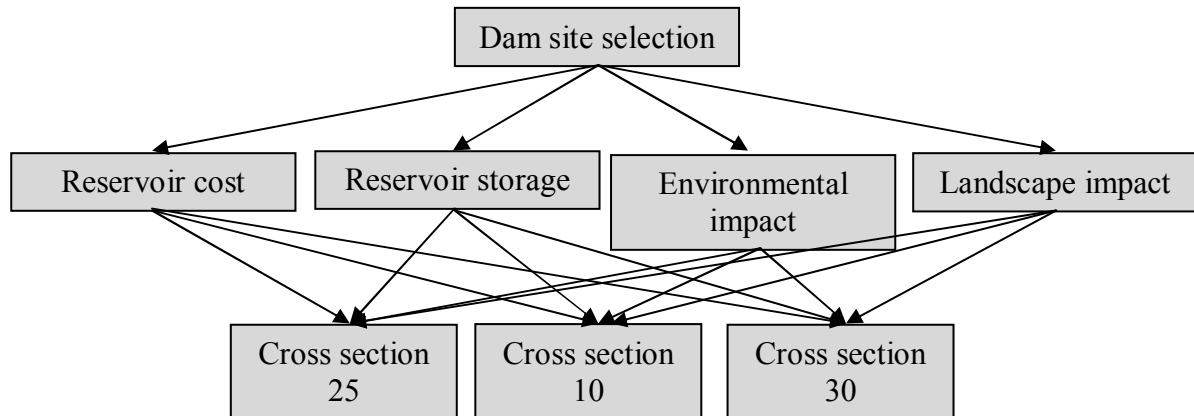 Dam site selection
Reservoir cost
Reservoir storage
Environmental
impact
Landscape impact
Cross section
25
Cross section
10
Cross section
30